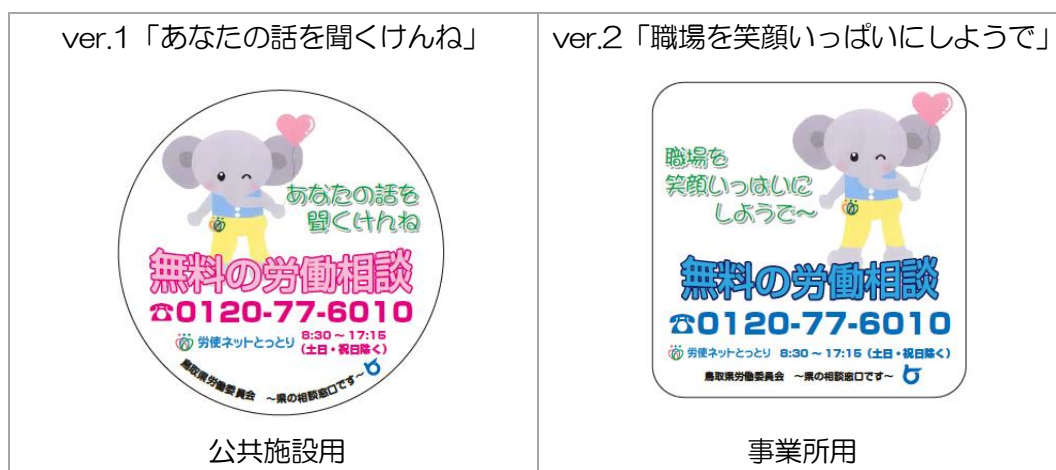 ver.1「あなたの話を聞くけんね」
あなたの話を
聞くけんね
無料の労働相談
☎0120-77-6010
労使ネットとっとり 8:30～17:15
(土日・祝日除く)
鳥取県労働委員会 ～県の相談窓口です～
公共施設用
ver.2「職場を笑顔いっぱいにしようで」
職場を
笑顔いっぱいに
しようで～
無料の労働相談
☎0120-77-6010
労使ネットとっとり 8:30～17:15（土日・祝日除く）
鳥取県労働委員会 ～県の相談窓口です～
事業所用